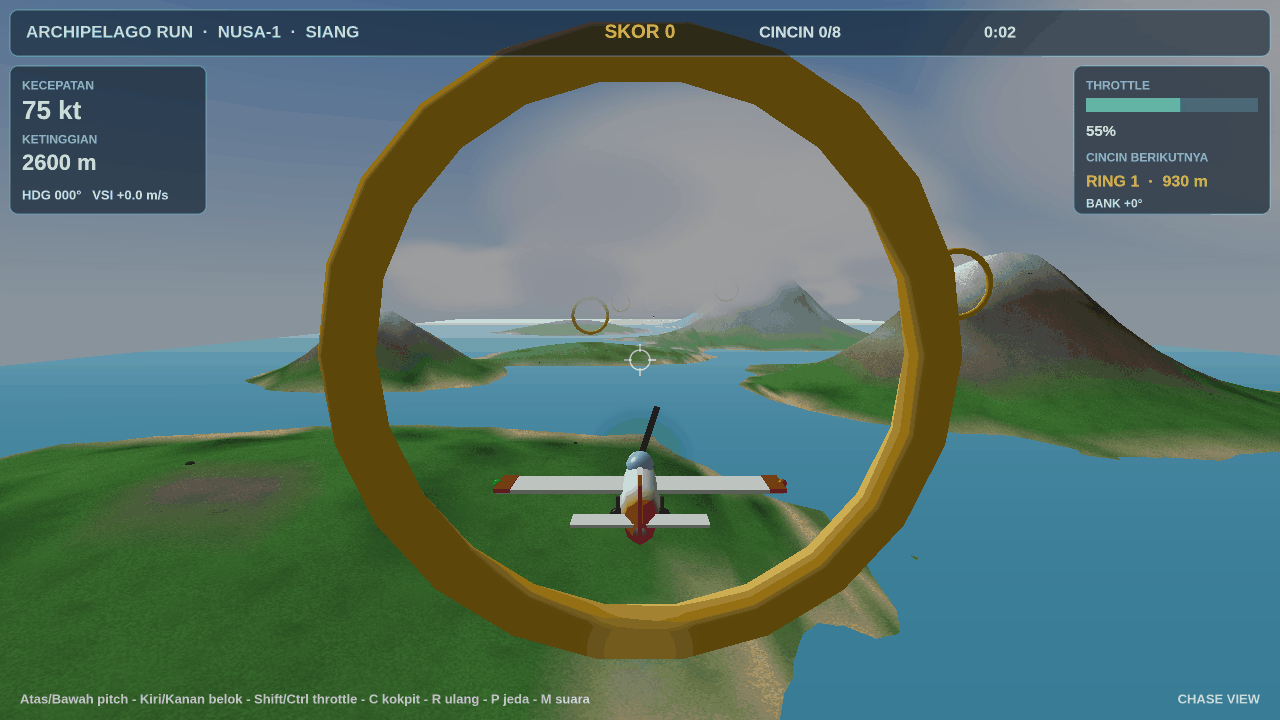 ARCHIPELAGO RUN · NUSA-1 · SIANG
SKOR 0
CINCIN 0/8
0:02
KECEPATAN
75 kt
KETINGGIAN
2600 m
HDG 000° VSI +0.0 m/s
THROTTLE
55%
CINCIN BERIKUTNYA
RING 1 · 930 m
BANK +0°
Atas/Bawah pitch - Kiri/Kanan belok - Shift/Ctrl throttle - C kokpit - R ulang - P jeda - M suara
CHASE VIEW